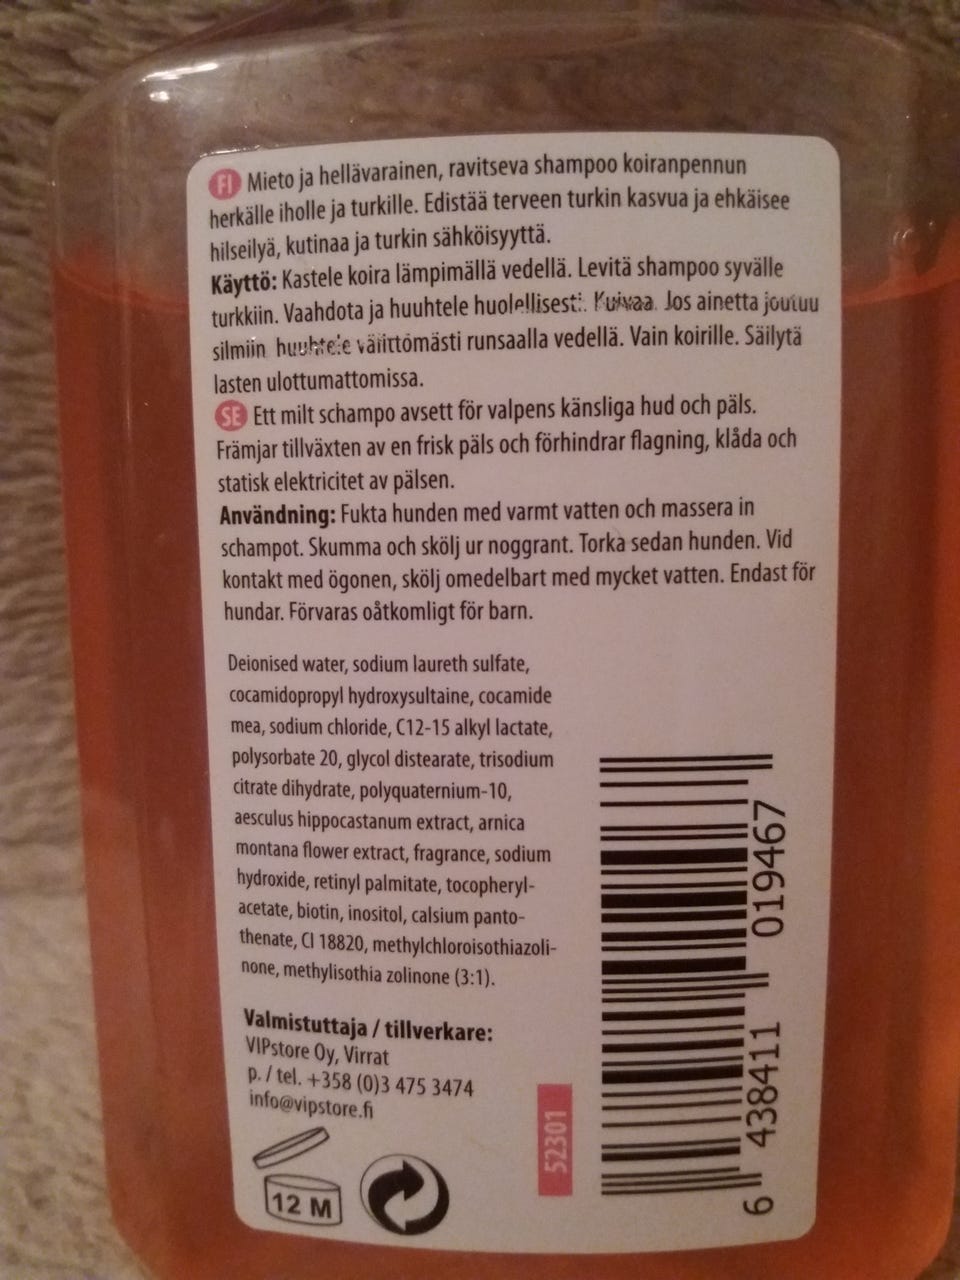 FI Mieto ja hellävarainen, ravitseva shampoo koiranpennun
herkälle iholle ja turkille. Edistää terveen turkin kasvua ja ehkäisee
hilseilyä, kutinaa ja turkin sähköisyyttä.
Käyttö: Kastele koira lämpimällä vedellä. Levitä shampoo syvälle
turkkiin. Vaahdota ja huuhtele huolellisesti. Kuivaa. Jos ainetta joutuu
silmiin huuhtele välittömästi runsaalla vedellä. Vain koirille. Säilytä
lasten ulottumattomissa.
SE Ett milt schampo avsett för valpens känsliga hud och päls.
Främjar tillväxten av en frisk päls och förhindrar flagning, klåda och
statisk elektricitet av pälsen.
Användning: Fukta hunden med varmt vatten och massera in
schampot. Skumma och skölj ur noggrant. Torka sedan hunden. Vid
kontakt med ögonen, skölj omedelbart med mycket vatten. Endast för
hundar. Förvaras oåtkomligt för barn.
Deionised water, sodium laureth sulfate,
cocamidopropyl hydroxysultaine, cocamide
mea, sodium chloride, C12-15 alkyl lactate,
polysorbate 20, glycol distearate, trisodium
citrate dihydrate, polyquaternium-10,
aesculus hippocastanum extract, arnica
montana flower extract, fragrance, sodium
hydroxide, retinyl palmitate, tocopheryl-
acetate, biotin, inositol, calsium panto-
thenate, CI 18820, methylchloroisothiazoli-
none, methylisothia zolinone (3:1).
Valmistuttaja / tillverkare:
VIPstore Oy, Virrat
p. / tel. +358 (0)3 475 3474
info@vipstore.fi
12 M
52301
6 438411 019467